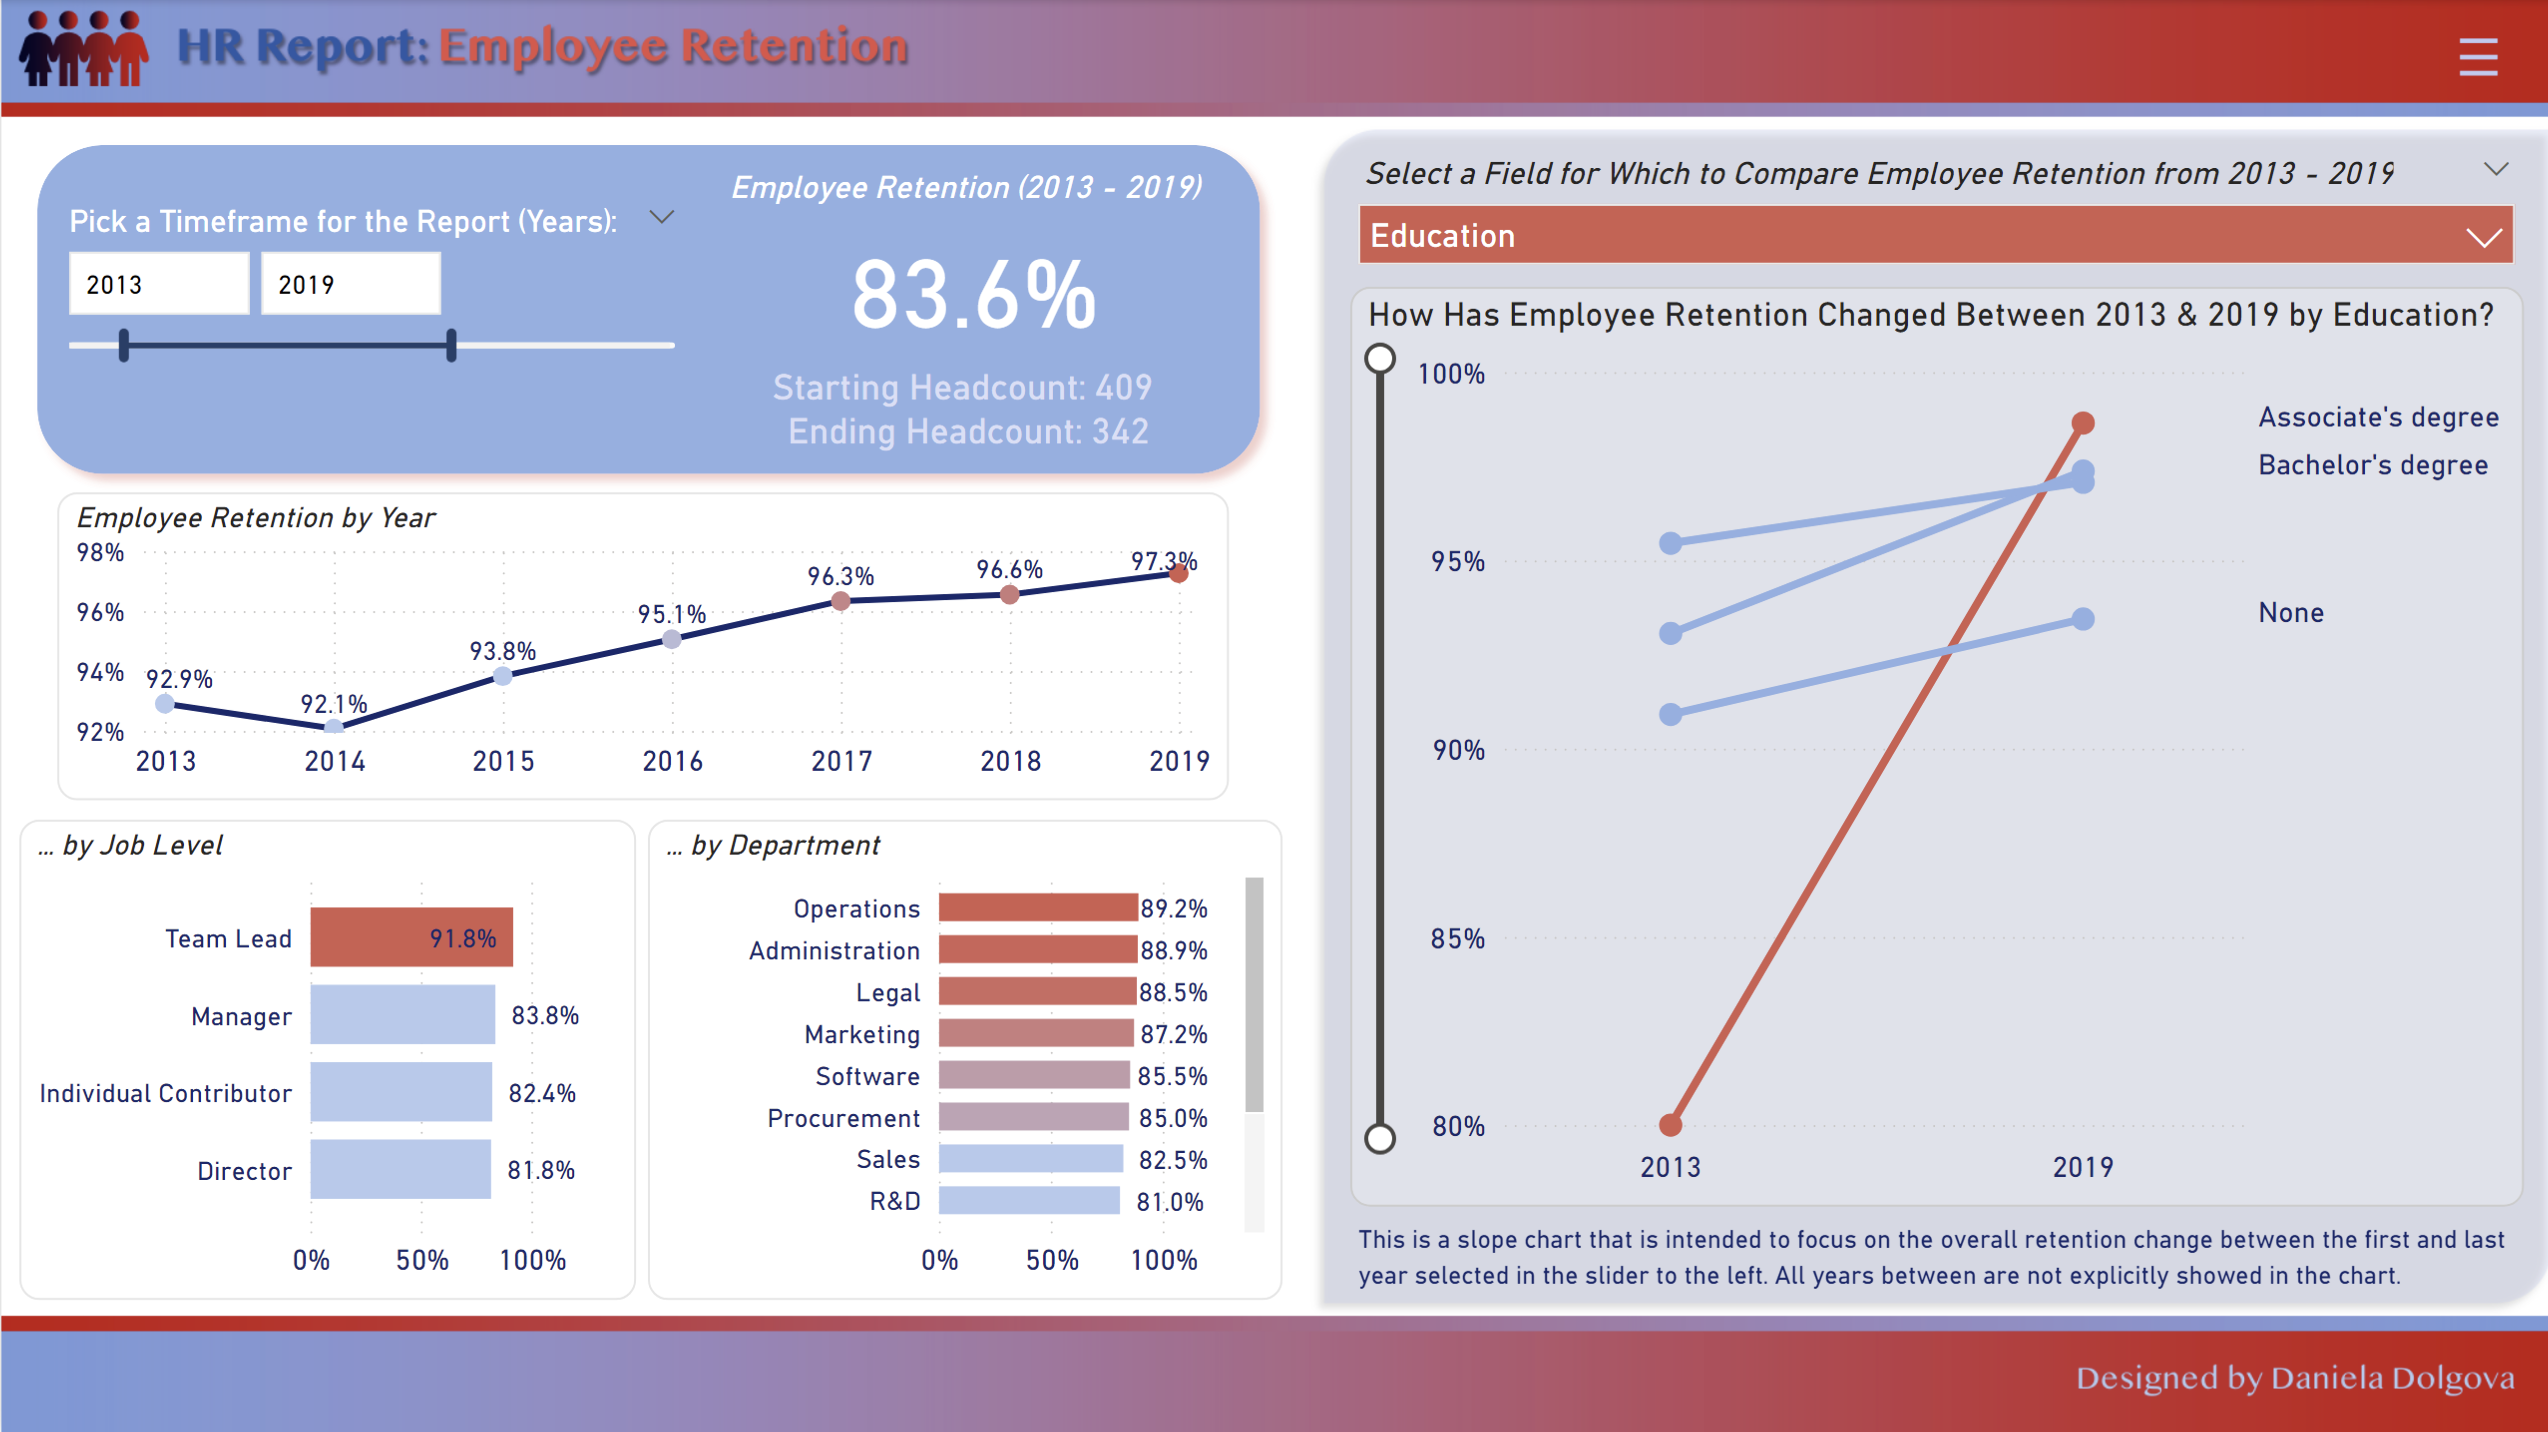 HR Report: Employee Retention
Pick a Timeframe for the Report (Years):
2013
2019
Employee Retention (2013 - 2019)
83.6%
Starting Headcount: 409
Ending Headcount: 342
Employee Retention by Year
98%
96%
94%
92%
92.9%
92.1%
93.8%
95.1%
96.3%
96.6%
97.3%
2013
2014
2015
2016
2017
2018
2019
... by Job Level
Team Lead
91.8%
Manager
83.8%
Individual Contributor
82.4%
Director
81.8%
0%
50%
100%
... by Department
Operations
89.2%
Administration
88.9%
Legal
88.5%
Marketing
87.2%
Software
85.5%
Procurement
85.0%
Sales
82.5%
R&D
81.0%
0%
50%
100%
Select a Field for Which to Compare Employee Retention from 2013 - 2019
Education
How Has Employee Retention Changed Between 2013 & 2019 by Education?
100%
95%
90%
85%
80%
Associate's degree
Bachelor's degree
None
2013
2019
This is a slope chart that is intended to focus on the overall retention change between the first and last
year selected in the slider to the left. All years between are not explicitly showed in the chart.
Designed by Daniela Dolgova